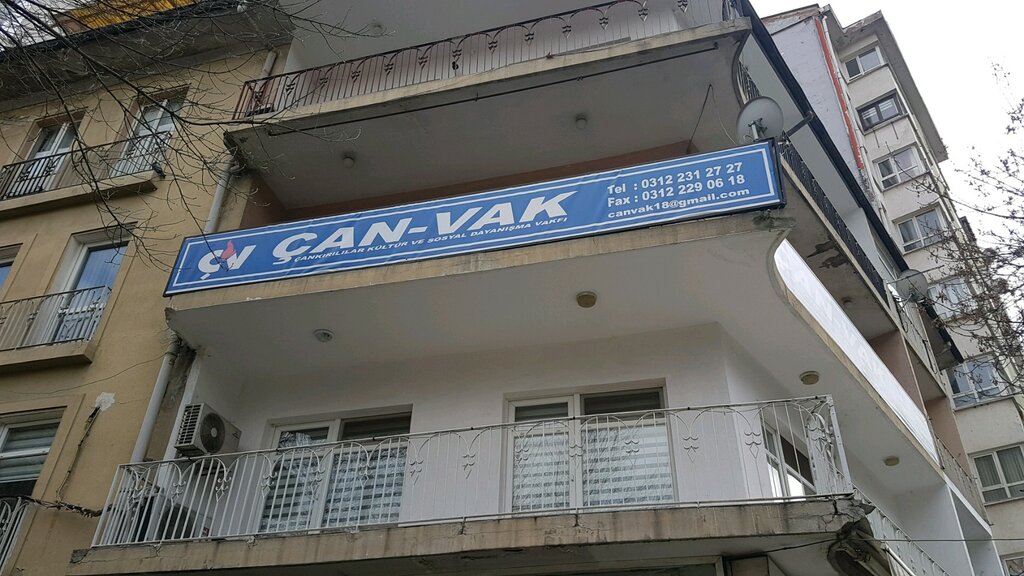 ÇV ÇAN-VAK
ÇANKIRILILAR KÜLTÜR VE SOSYAL DAYANIŞMA VAKFI
Tel : 0312 231 27 27
Fax : 0312 229 06 18
canvak18@gmail.com